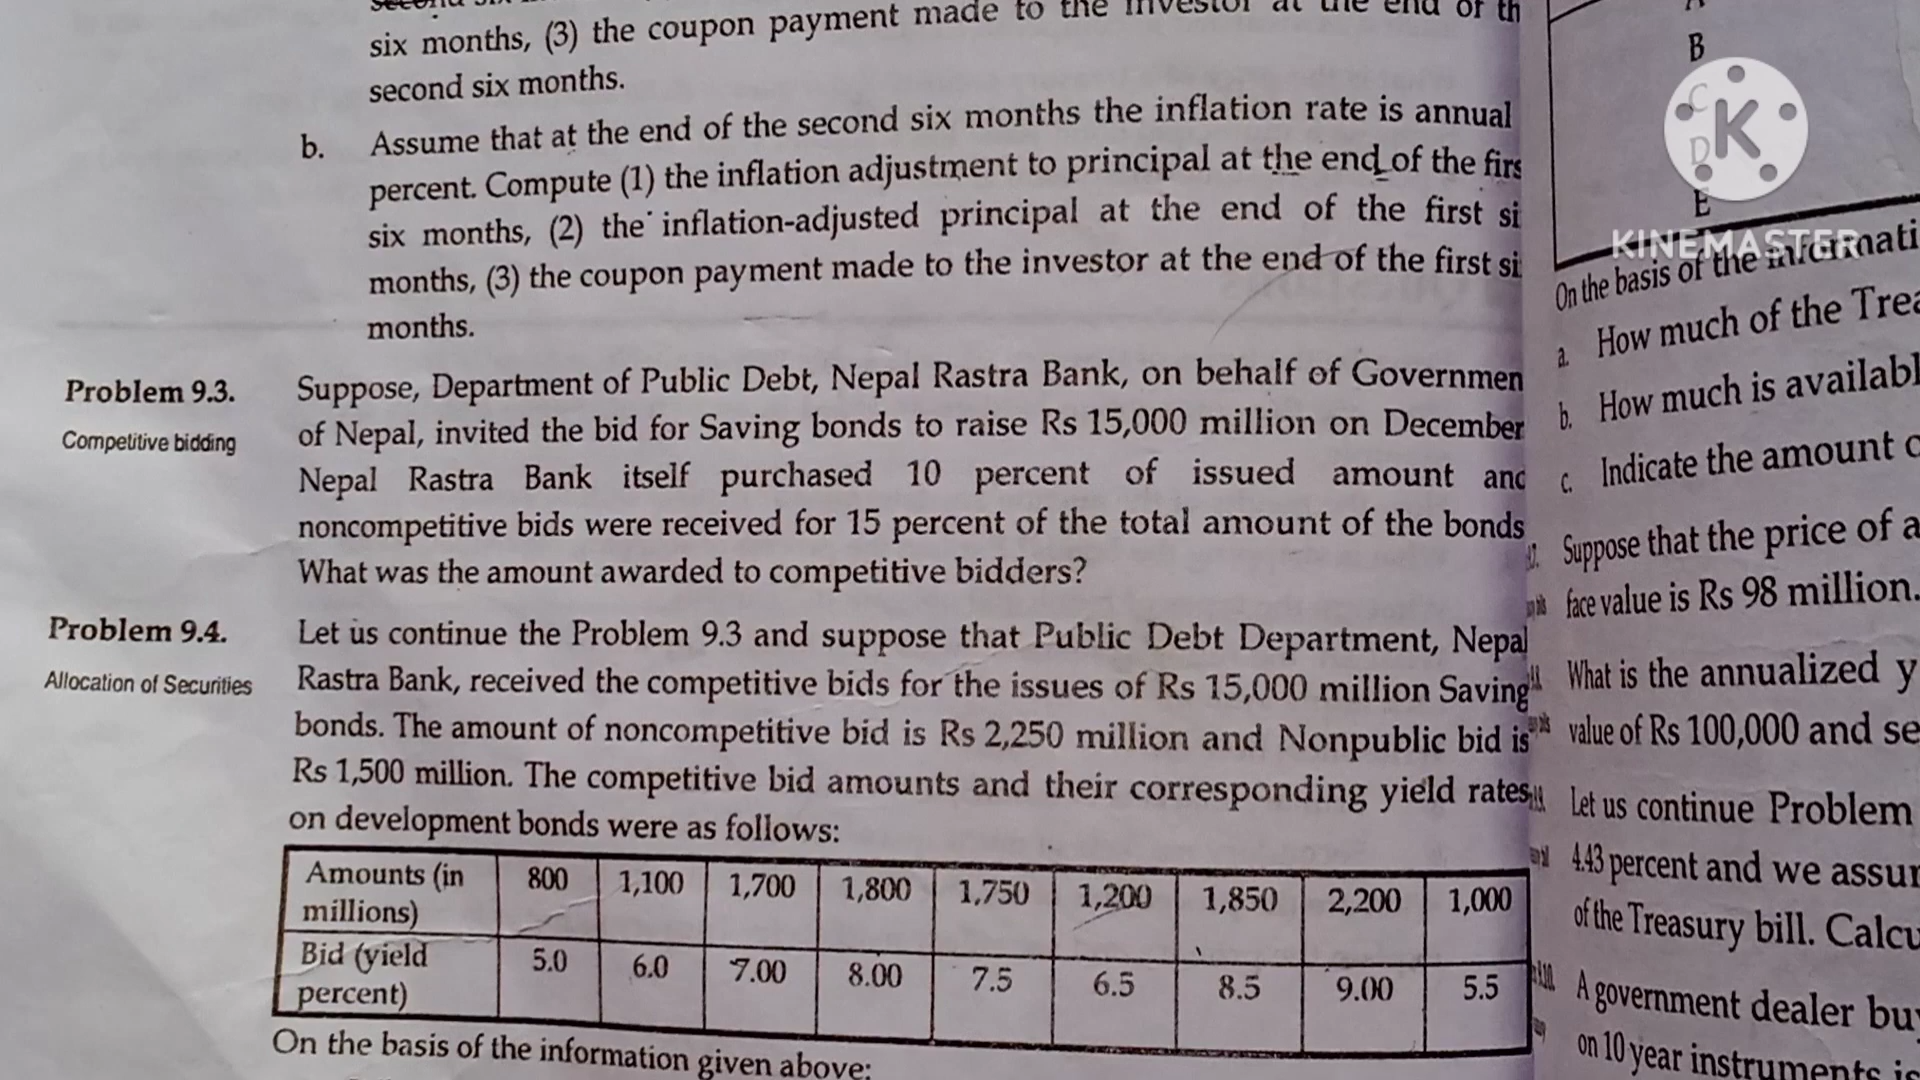 six months, (3) the coupon payment made to the investor at the end of th
second six months.
b. Assume that at the end of the second six months the inflation rate is annual
percent. Compute (1) the inflation adjustment to principal at the end of the firs
six months, (2) the inflation-adjusted principal at the end of the first si
months, (3) the coupon payment made to the investor at the end of the first si
months.
Problem 9.3. Suppose, Department of Public Debt, Nepal Rastra Bank, on behalf of Governmen
Competitive bidding of Nepal, invited the bid for Saving bonds to raise Rs 15,000 million on December
Nepal Rastra Bank itself purchased 10 percent of issued amount and
noncompetitive bids were received for 15 percent of the total amount of the bonds
What was the amount awarded to competitive bidders?
Problem 9.4. Let us continue the Problem 9.3 and suppose that Public Debt Department, Nepal
Allocation of Securities Rastra Bank, received the competitive bids for the issues of Rs 15,000 million Saving
bonds. The amount of noncompetitive bid is Rs 2,250 million and Nonpublic bid is
Rs 1,500 million. The competitive bid amounts and their corresponding yield rates
on development bonds were as follows:
Amounts (in millions) 800 1,100 1,700 1,800 1,750 1,200 1,850 2,200 1,000
Bid (yield percent) 5.0 6.0 7.00 8.00 7.5 6.5 8.5 9.00 5.5
On the basis of the information given above:
B
C
D
E
K
KINEMASTER
On the basis of the informati
a. How much of the Trea
b. How much is availabl
c. Indicate the amount o
Suppose that the price of a
face value is Rs 98 million.
What is the annualized y
value of Rs 100,000 and se
Let us continue Problem
4.43 percent and we assu
of the Treasury bill. Calcu
A government dealer bu
on 10 year instruments is